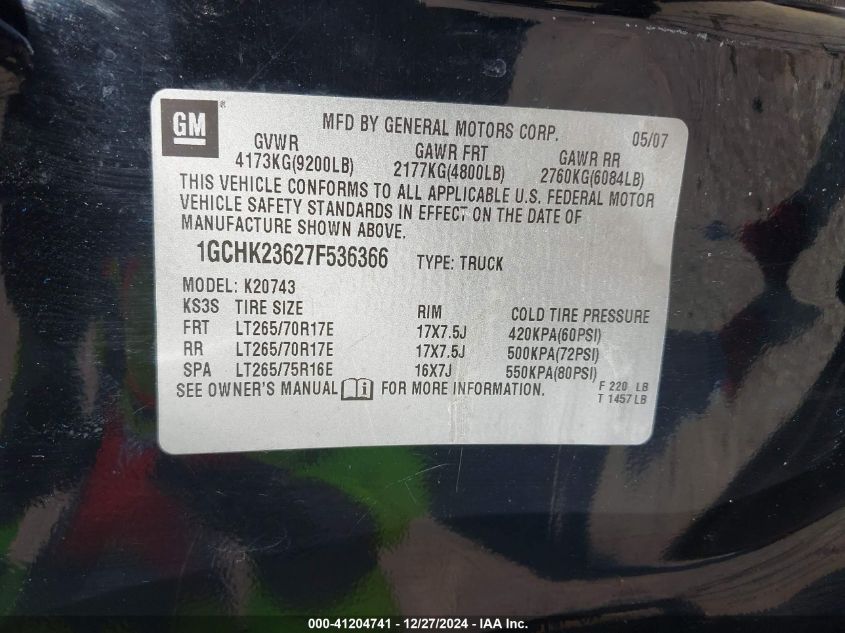 GM®
MFD BY GENERAL MOTORS CORP. 05/07
GVWR GAWR FRT GAWR RR
4173KG(9200LB) 2177KG(4800LB) 2760KG(6084LB)
THIS VEHICLE CONFORMS TO ALL APPLICABLE U.S. FEDERAL MOTOR
VEHICLE SAFETY STANDARDS IN EFFECT ON THE DATE OF
MANUFACTURE SHOWN ABOVE.
1GCHK23627F536366 TYPE: TRUCK
MODEL: K20743
KS3S TIRE SIZE RIM COLD TIRE PRESSURE
FRT LT265/70R17E 17X7.5J 420KPA(60PSI)
RR LT265/70R17E 17X7.5J 500KPA(72PSI)
SPA LT265/75R16E 16X7J 550KPA(80PSI)
SEE OWNER'S MANUAL FOR MORE INFORMATION.
F 220 LB
T 1457 LB
000-41204741 - 12/27/2024 - IAA Inc.